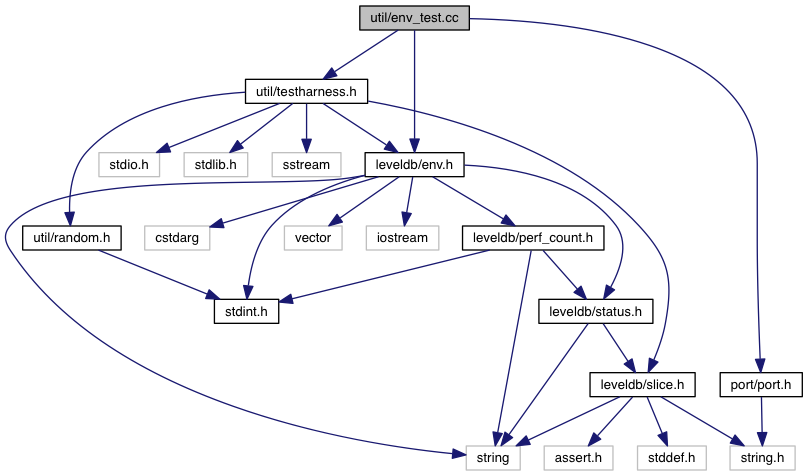 util/env_test.cc
util/testharness.h
stdio.h
stdlib.h
sstream
leveldb/env.h
util/random.h
cstdarg
vector
iostream
leveldb/perf_count.h
stdint.h
leveldb/status.h
leveldb/slice.h
port/port.h
string
assert.h
stddef.h
string.h